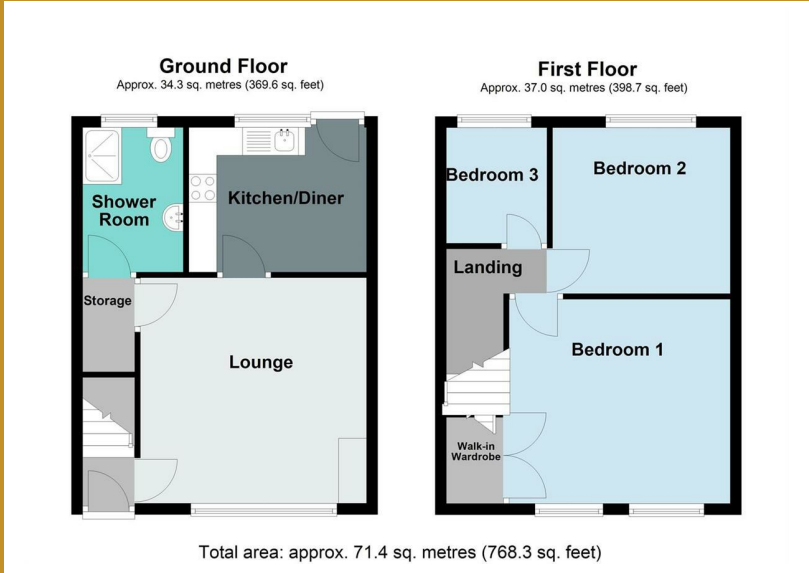 Ground Floor
Approx. 34.3 sq. metres (369.6 sq. feet)
Shower
Room
Kitchen/Diner
Storage
Lounge
First Floor
Approx. 37.0 sq. metres (398.7 sq. feet)
Bedroom 3
Bedroom 2
Landing
Bedroom 1
Walk-in
Wardrobe
Total area: approx. 71.4 sq. metres (768.3 sq. feet)